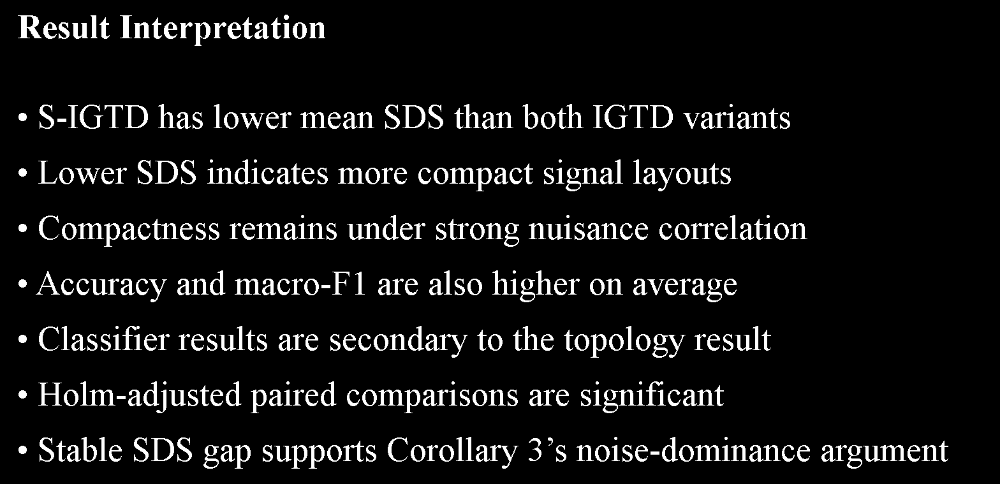 Result Interpretation
• S-IGTD has lower mean SDS than both IGTD variants
• Lower SDS indicates more compact signal layouts
• Compactness remains under strong nuisance correlation
• Accuracy and macro-F1 are also higher on average
• Classifier results are secondary to the topology result
• Holm-adjusted paired comparisons are significant
• Stable SDS gap supports Corollary 3’s noise-dominance argument